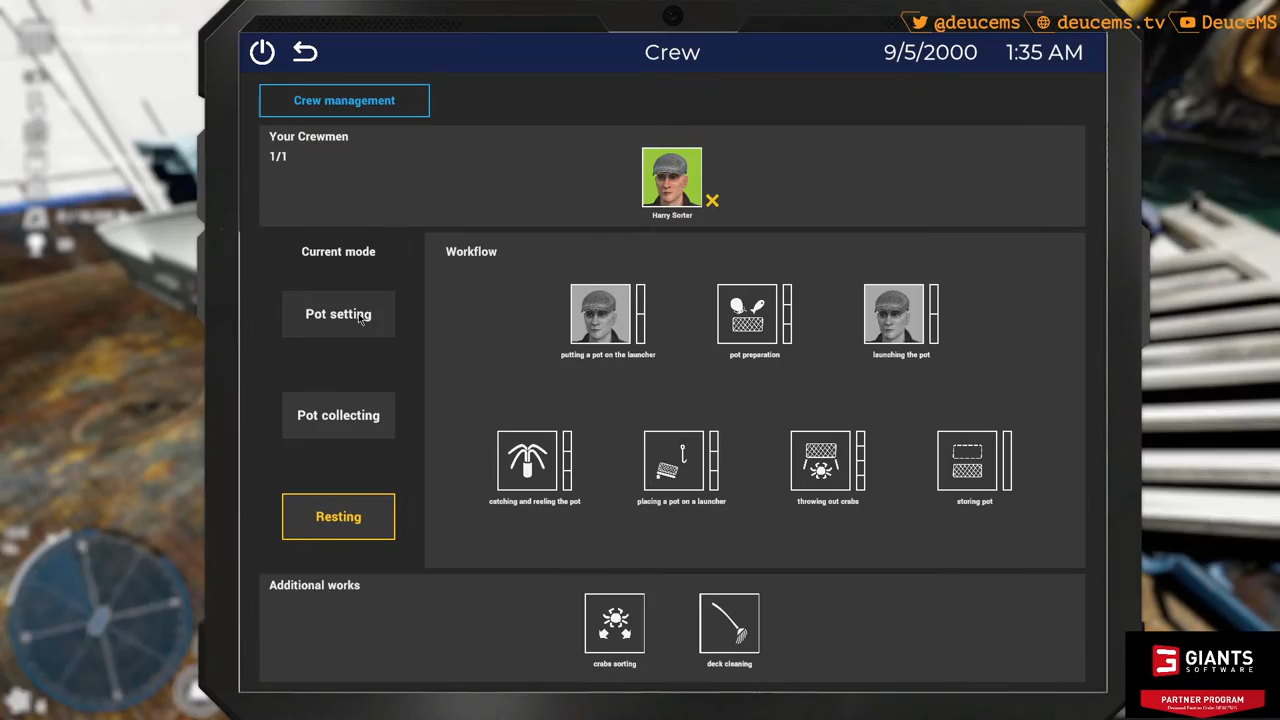 @deucems deucems.tv DeuceMS
Crew 9/5/2000 1:35 AM
Crew management
Your Crewmen
1/1
Harry Sorter
Current mode
Workflow
Pot setting
putting a pot on the launcher pot preparation launching the pot
Pot collecting
catching and reeling the pot placing a pot on a launcher throwing out crabs storing pot
Resting
Additional works
crabs sorting deck cleaning
GIANTS
SOFTWARE
PARTNER PROGRAM